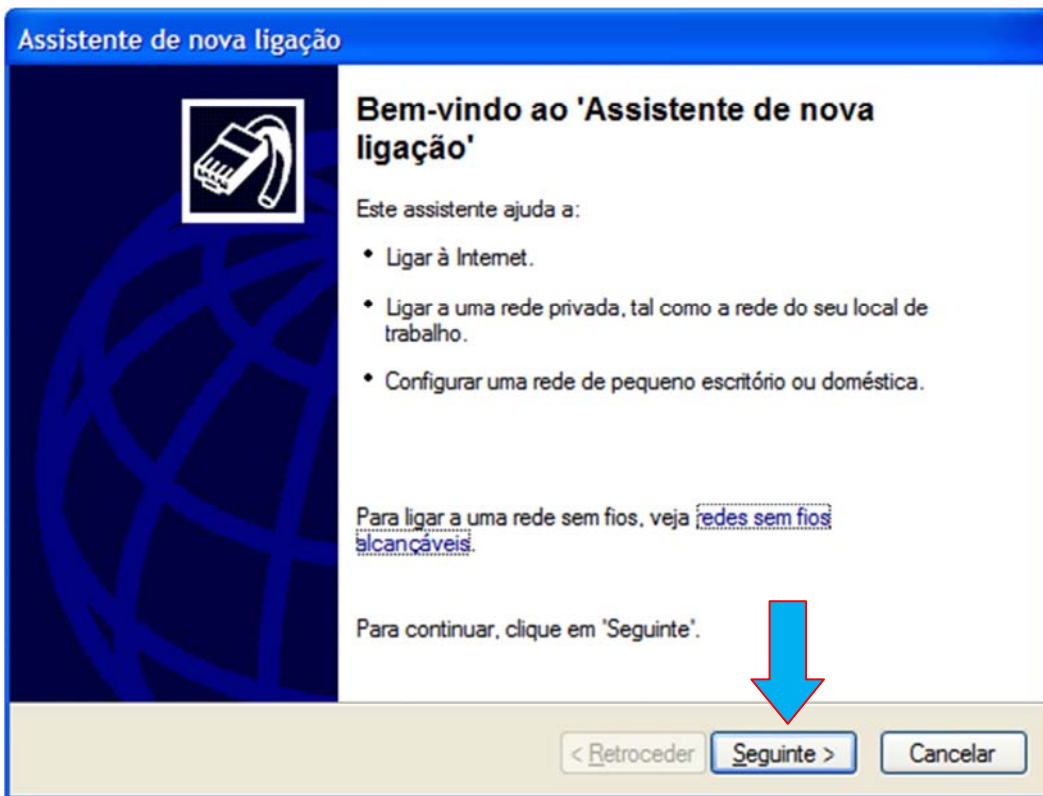 Assistente de nova ligação
Bem-vindo ao 'Assistente de nova
ligação'
Este assistente ajuda a:
• Ligar à Internet.
• Ligar a uma rede privada, tal como a rede do seu local de
trabalho.
• Configurar uma rede de pequeno escritório ou doméstica.
Para ligar a uma rede sem fios, veja redes sem fios
alcançáveis.
Para continuar, clique em 'Seguinte'.
< Retroceder Seguinte > Cancelar